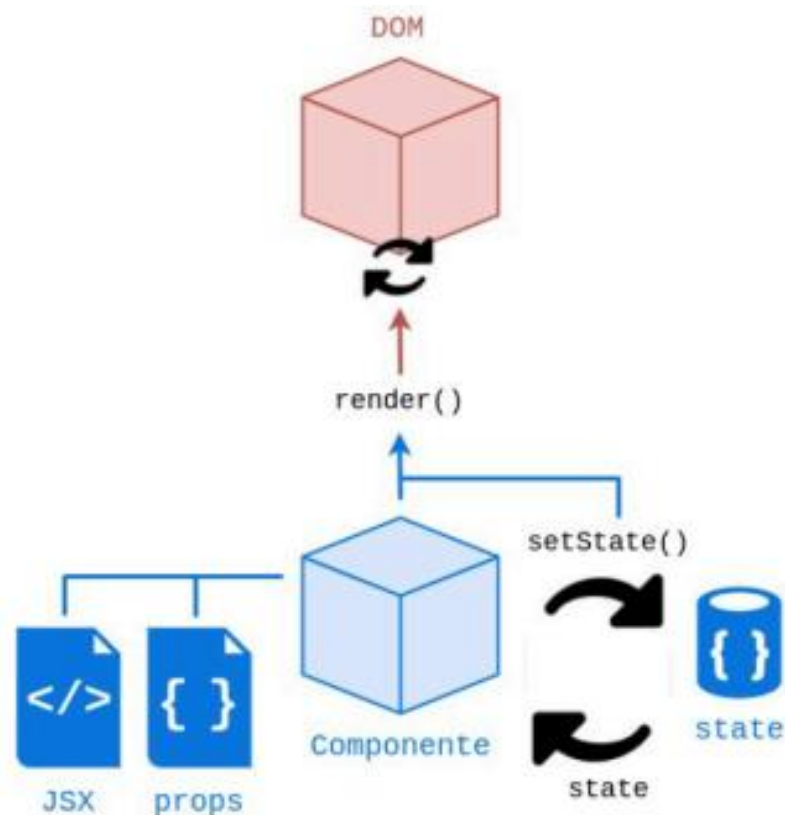 DOM
render()
setState()
</>
{ }
{ }
Componente
state
state
JSX
props